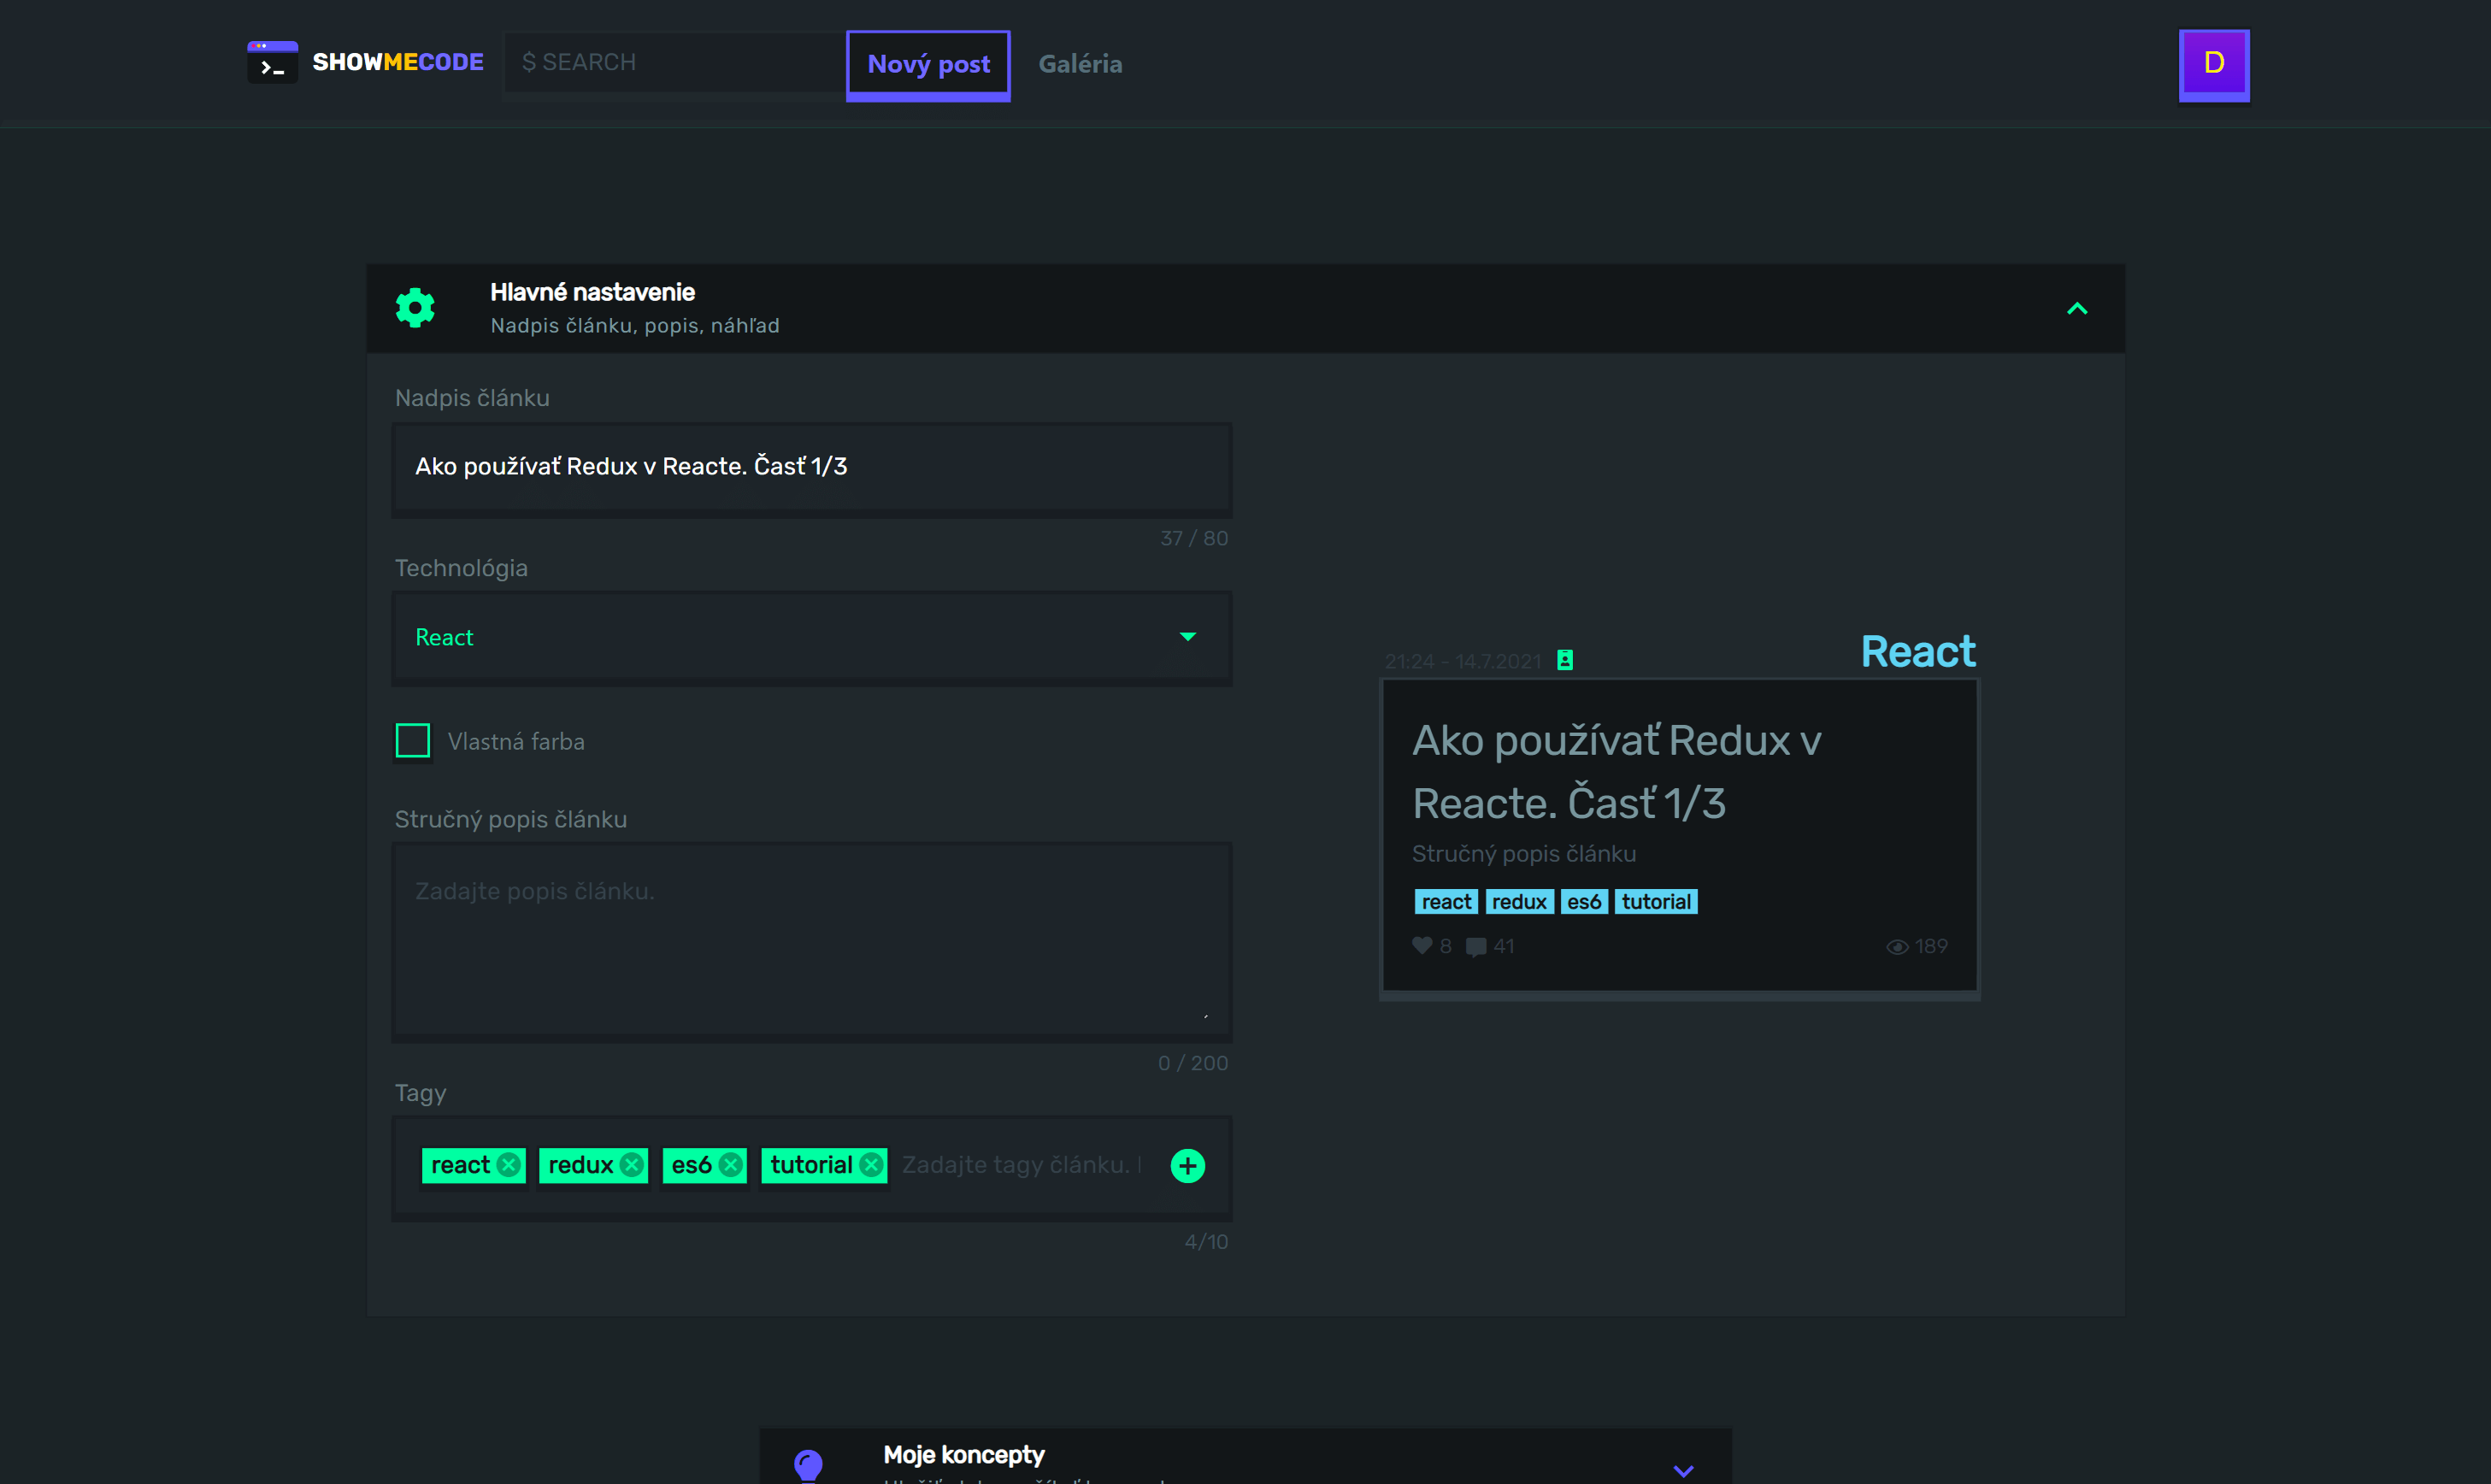 SHOWMECODE
$ SEARCH
Nový post
Galéria
D
Hlavné nastavenie
Nadpis článku, popis, náhľad
Nadpis článku
Ako používať Redux v Reacte. Časť 1/3
37 / 80
Technológia
React
Vlastná farba
Stručný popis článku
Zadajte popis článku.
0 / 200
Tagy
react
redux
es6
tutorial
Zadajte tagy článku.
4/10
21:24 - 14.7.2021
React
Ako používať Redux v
Reacte. Časť 1/3
Stručný popis článku
react redux es6 tutorial
8 41 189
Moje koncepty